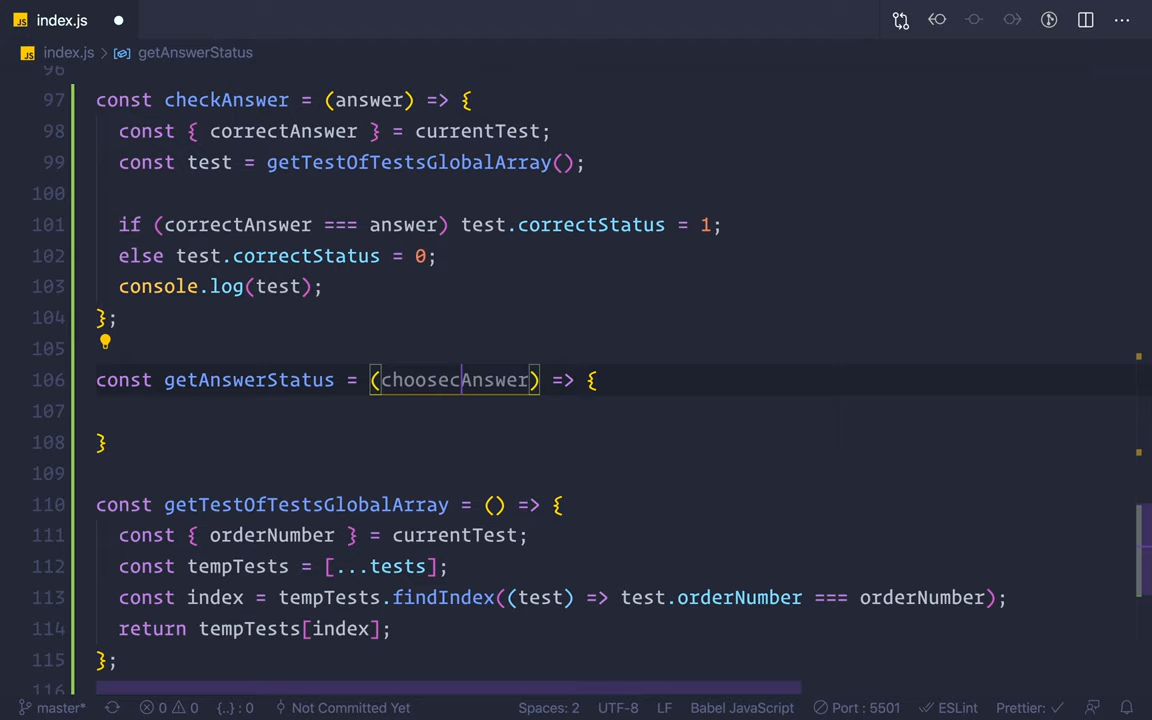 JS index.js
JS index.js > getAnswerStatus
96
97 const checkAnswer = (answer) => {
98 const { correctAnswer } = currentTest;
99 const test = getTestOfTestsGlobalArray();
100
101 if (correctAnswer === answer) test.correctStatus = 1;
102 else test.correctStatus = 0;
103 console.log(test);
104 };
105
106 const getAnswerStatus = (choosecAnswer) => {
107
108 }
109
110 const getTestOfTestsGlobalArray = () => {
111 const { orderNumber } = currentTest;
112 const tempTests = [...tests];
113 const index = tempTests.findIndex((test) => test.orderNumber === orderNumber);
114 return tempTests[index];
115 };
116
master* 0 0 {..} : 0 Not Committed Yet Spaces: 2 UTF-8 LF Babel JavaScript Port : 5501 ESLint Prettier: ✓